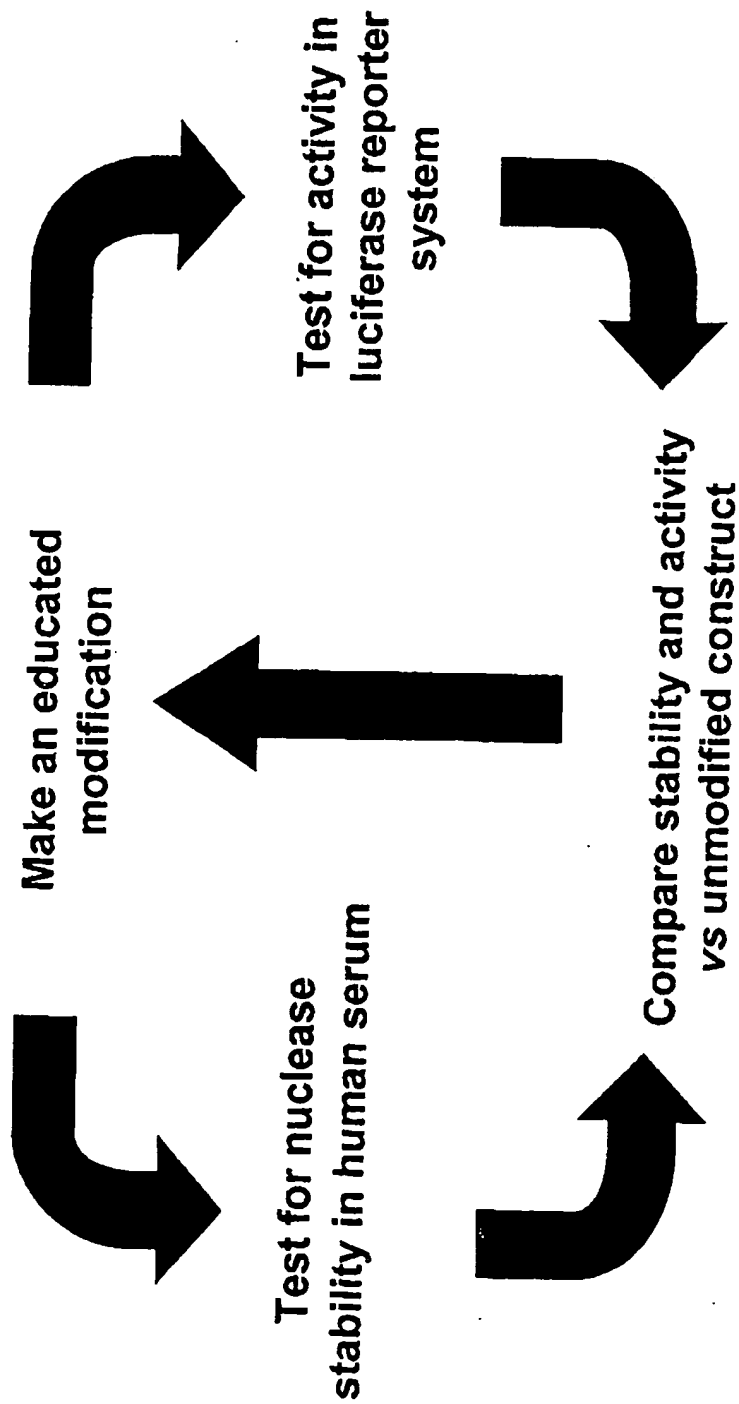 Make an educated
modification
Test for nuclease
stability in human serum
Test for activity in
luciferase reporter
system
Compare stability and activity
vs unmodified construct